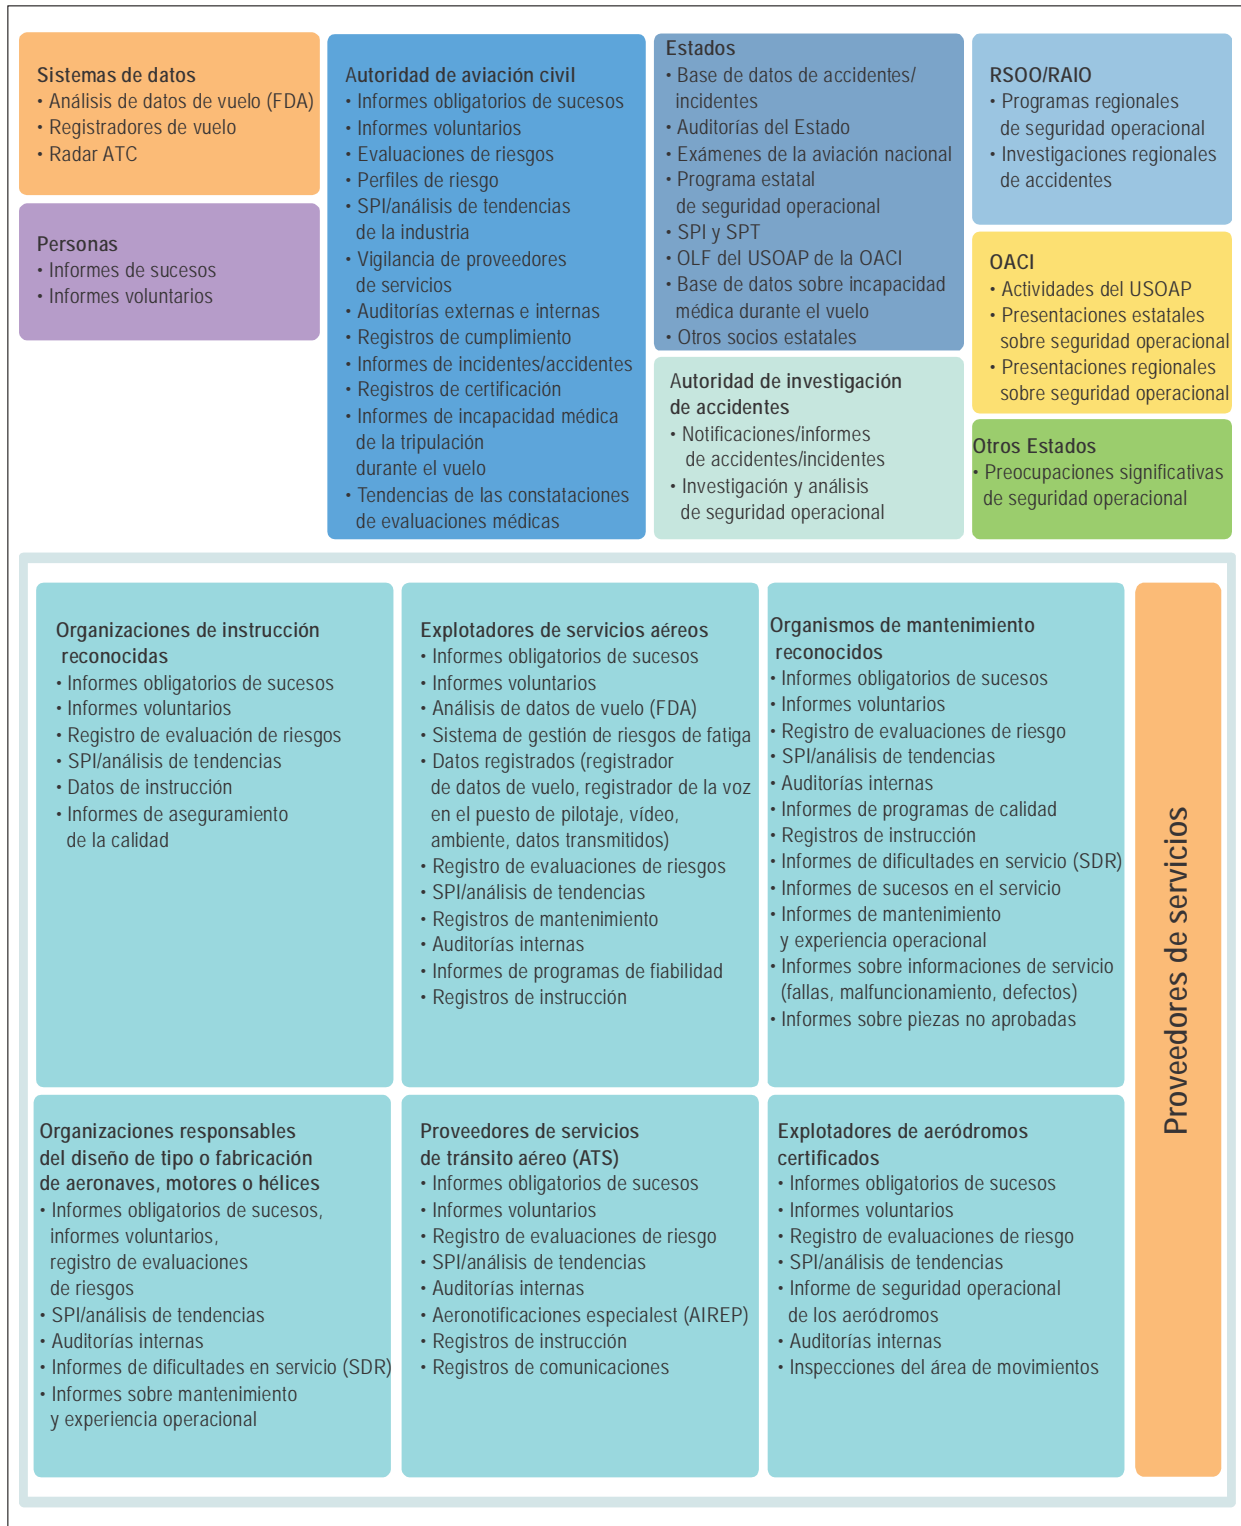 Sistemas de datos
• Análisis de datos de vuelo (FDA)
• Registradores de vuelo
• Radar ATC
Personas
• Informes de sucesos
• Informes voluntarios
Autoridad de aviación civil
• Informes obligatorios de sucesos
• Informes voluntarios
• Evaluaciones de riesgos
• Perfiles de riesgo
• SPI/análisis de tendencias
de la industria
• Vigilancia de proveedores
de servicios
• Auditorías externas e internas
• Registros de cumplimiento
• Informes de incidentes/accidentes
• Registros de certificación
• Informes de incapacidad médica
de la tripulación
durante el vuelo
• Tendencias de las constataciones
de evaluaciones médicas
Estados
• Base de datos de accidentes/
incidentes
• Auditorías del Estado
• Exámenes de la aviación nacional
• Programa estatal
de seguridad operacional
• SPI y SPT
• OLF del USOAP de la OACI
• Base de datos sobre incapacidad
médica durante el vuelo
• Otros socios estatales
Autoridad de investigación
de accidentes
• Notificaciones/informes
de accidentes/incidentes
• Investigación y análisis
de seguridad operacional
RSOO/RAIO
• Programas regionales
de seguridad operacional
• Investigaciones regionales
de accidentes
OACI
• Actividades del USOAP
• Presentaciones estatales
sobre seguridad operacional
• Presentaciones regionales
sobre seguridad operacional
Otros Estados
• Preocupaciones significativas
de seguridad operacional
Organizaciones de instrucción
reconocidas
• Informes obligatorios de sucesos
• Informes voluntarios
• Registro de evaluación de riesgos
• SPI/análisis de tendencias
• Datos de instrucción
• Informes de aseguramiento
de la calidad
Explotadores de servicios aéreos
• Informes obligatorios de sucesos
• Informes voluntarios
• Análisis de datos de vuelo (FDA)
• Sistema de gestión de riesgos de fatiga
• Datos registrados (registrador
de datos de vuelo, registrador de la voz
en el puesto de pilotaje, vídeo,
ambiente, datos transmitidos)
• Registro de evaluaciones de riesgos
• SPI/análisis de tendencias
• Registros de mantenimiento
• Auditorías internas
• Informes de programas de fiabilidad
• Registros de instrucción
Organismos de mantenimiento
reconocidos
• Informes obligatorios de sucesos
• Informes voluntarios
• Registro de evaluaciones de riesgo
• SPI/análisis de tendencias
• Auditorías internas
• Informes de programas de calidad
• Registros de instrucción
• Informes de dificultades en servicio (SDR)
• Informes de sucesos en el servicio
• Informes de mantenimiento
y experiencia operacional
• Informes sobre informaciones de servicio
(fallas, malfuncionamiento, defectos)
• Informes sobre piezas no aprobadas
Organizaciones responsables
del diseño de tipo o fabricación
de aeronaves, motores o hélices
• Informes obligatorios de sucesos,
informes voluntarios,
registro de evaluaciones
de riesgos
• SPI/análisis de tendencias
• Auditorías internas
• Informes de dificultades en servicio (SDR)
• Informes sobre mantenimiento
y experiencia operacional
Proveedores de servicios
de tránsito aéreo (ATS)
• Informes obligatorios de sucesos
• Informes voluntarios
• Registro de evaluaciones de riesgo
• SPI/análisis de tendencias
• Auditorías internas
• Aeronotificaciones especialest (AIREP)
• Registros de instrucción
• Registros de comunicaciones
Explotadores de aeródromos
certificados
• Informes obligatorios de sucesos
• Informes voluntarios
• Registro de evaluaciones de riesgo
• SPI/análisis de tendencias
• Informe de seguridad operacional
de los aeródromos
• Auditorías internas
• Inspecciones del área de movimientos
Proveedores de servicios